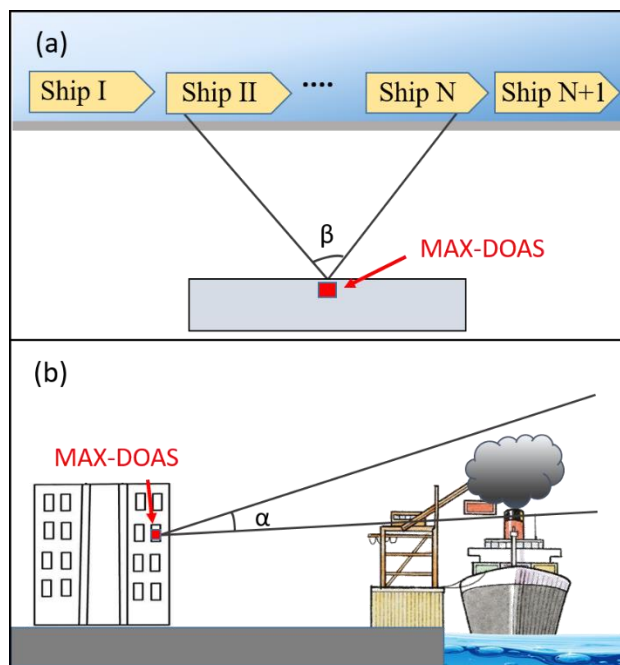 (a)
Ship I
Ship II
....
Ship N
Ship N+1
β
MAX-DOAS
(b)
MAX-DOAS
α